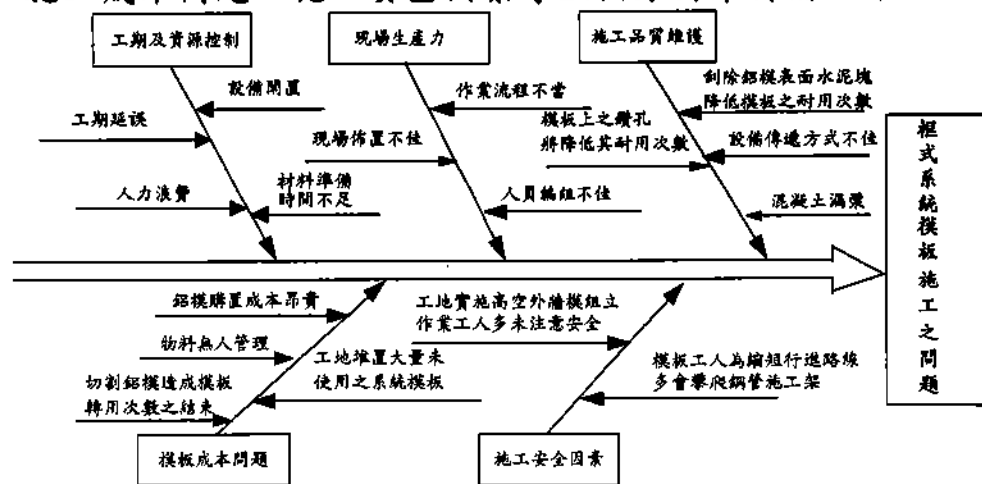 工期及資源控制
現場生產力
施工品質維護
設備閒置
工期延誤
人力浪費
材料準備
時間不足
作業流程不當
現場佈置不佳
人員編組不佳
刮除鋁模表面水泥塊
降低模板之耐用次數
模板上之鑽孔
將降低其耐用次數
設備傳遞方式不佳
混凝土漏漿
框式系統模板施工之問題
鋁模購置成本昂貴
物料無人管理
切割鋁模造成模板
轉用次數之結束
工地堆置大量未
使用之系統模板
工地實施高空外牆模組立
作業工人多未注意安全
模板工人為縮短行進路線
多會攀爬鋼管施工架
模板成本問題
施工安全因素